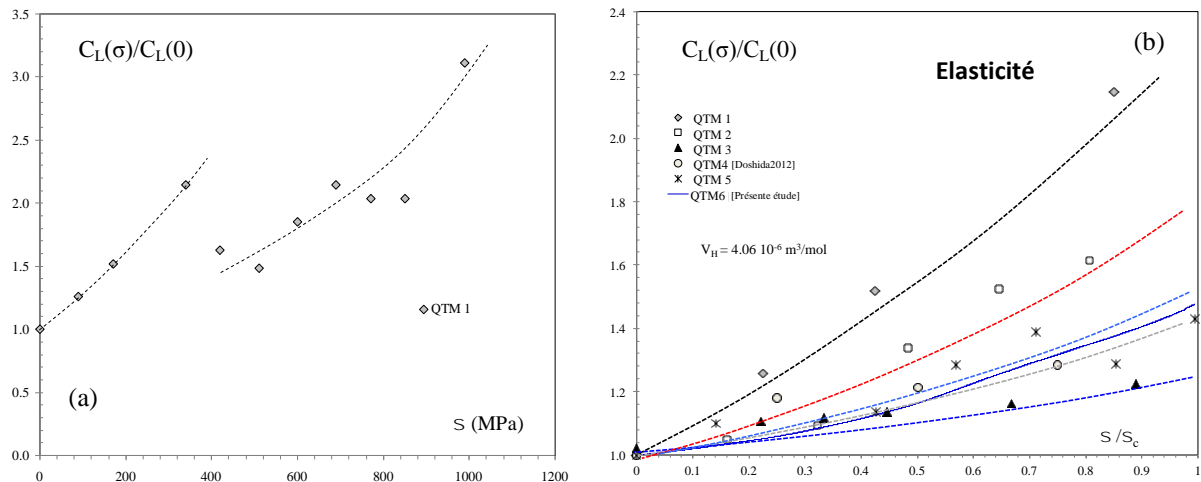 3.5
3.0
2.5
2.0
1.5
1.0
0.5
0.0
C_L(σ)/C_L(0)
QTM 1
(a)
s (MPa)
0 200 400 600 800 1000 1200
2.4
2.2
2.0
1.8
1.6
1.4
1.2
1.0
C_L(σ)/C_L(0)
(b)
Elasticité
QTM 1
QTM 2
QTM 3
QTM4 [Doshida2012]
QTM 5
QTM6 [Présente étude]
V_H = 4.06 10⁻⁶ m³/mol
s /s_c
0.0 0.1 0.2 0.3 0.4 0.5 0.6 0.7 0.8 0.9 1